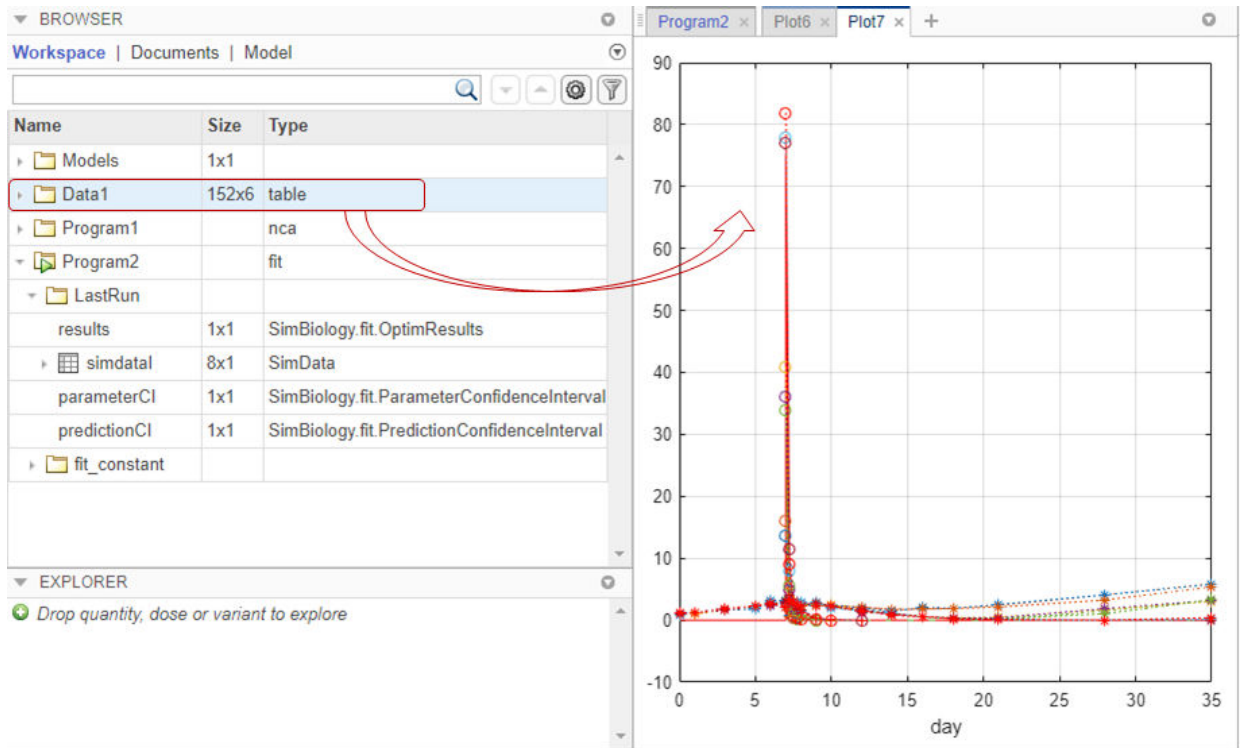 BROWSER
Workspace | Documents | Model
Name Size Type
Models 1x1
Data1 152x6 table
Program1 nca
Program2 fit
LastRun
results 1x1 SimBiology.fit.OptimResults
simdataI 8x1 SimData
parameterCI 1x1 SimBiology.fit.ParameterConfidenceInterval
predictionCI 1x1 SimBiology.fit.PredictionConfidenceInterval
fit_constant
EXPLORER
Drop quantity, dose or variant to explore
Program2 × Plot6 × Plot7 × +
90
80
70
60
50
40
30
20
10
0
-10
0 5 10 15 20 25 30 35
day